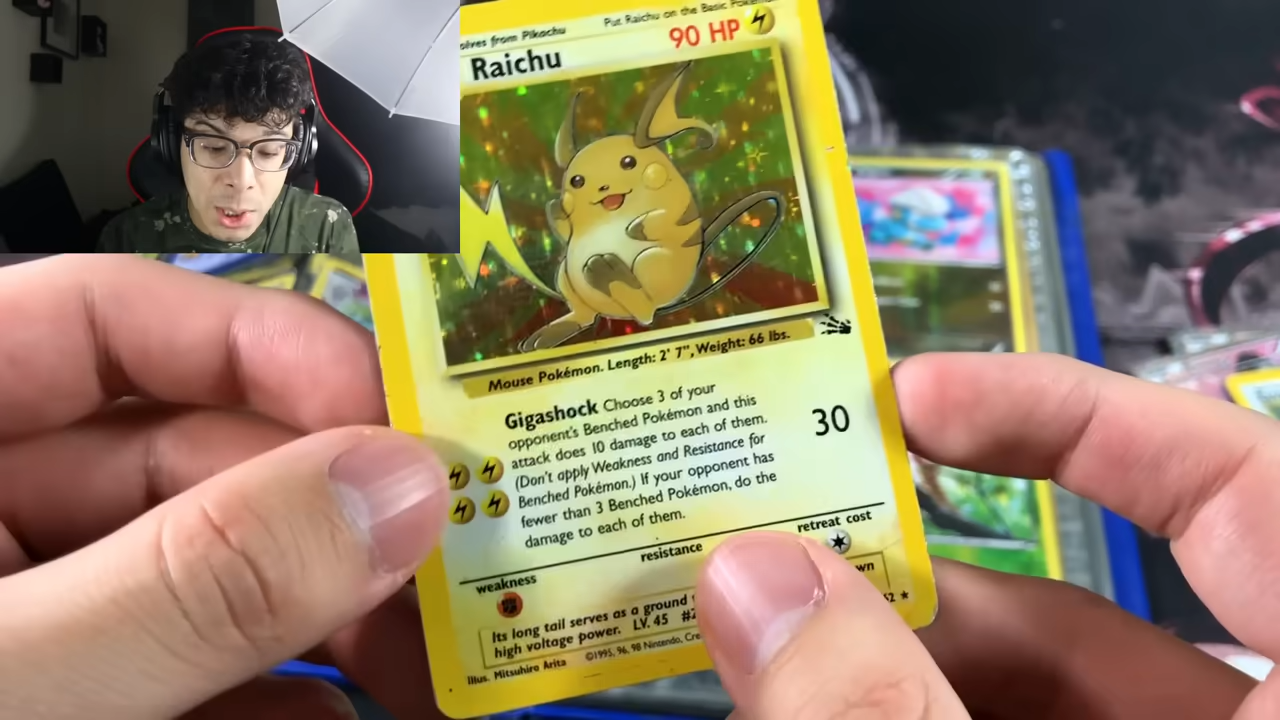 olves from Pikachu
Put Raichu on the Basic
Raichu
90 HP
Mouse Pokémon. Length: 2' 7", Weight: 66 lbs.
Gigashock Choose 3 of your
opponent's Benched Pokémon and this
attack does 10 damage to each of them.
(Don't apply Weakness and Resistance for
Benched Pokémon.) If your opponent has
fewer than 3 Benched Pokémon, do the
damage to each of them.
30
weakness
resistance
retreat cost
Its long tail serves as a ground
wn
high voltage power. LV. 45 #2
62 ★
Illus. Mitsuhiro Arita
©1995, 96, 98 Nintendo, Cre